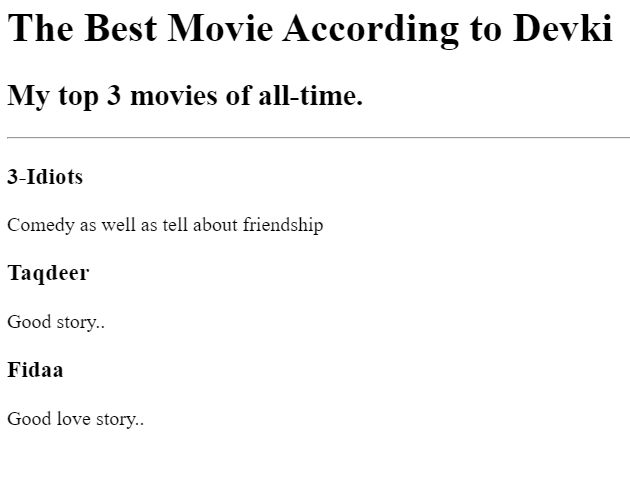 The Best Movie According to Devki
My top 3 movies of all-time.
3-Idiots
Comedy as well as tell about friendship
Taqdeer
Good story..
Fidaa
Good love story..